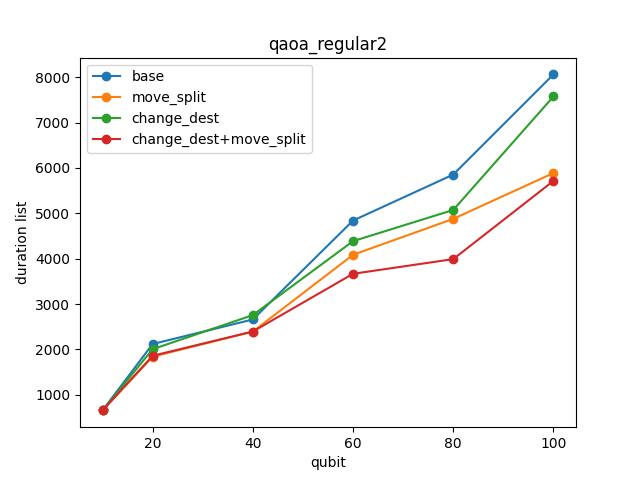 qaoa_regular2
base
move_split
change_dest
change_dest+move_split
duration list
8000
7000
6000
5000
4000
3000
2000
1000
20 40 60 80 100
qubit